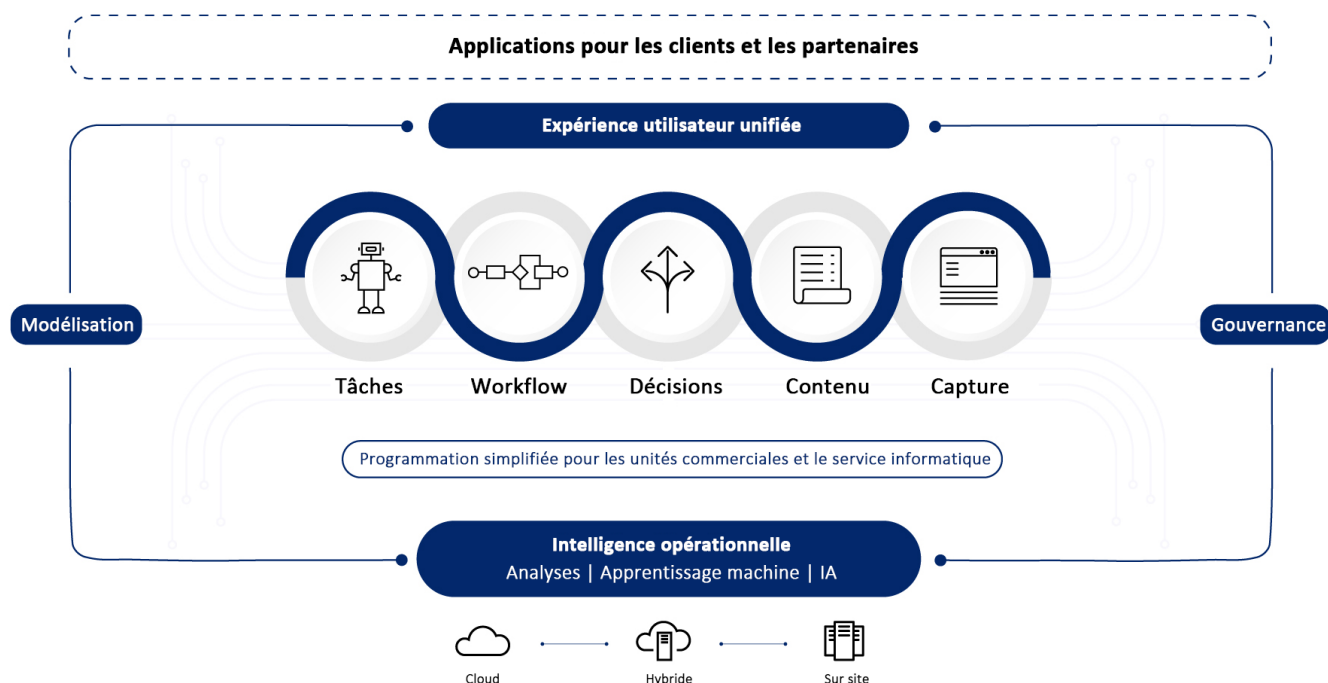 Applications pour les clients et les partenaires
Expérience utilisateur unifiée
Modélisation
Gouvernance
Tâches
Workflow
Décisions
Contenu
Capture
Programmation simplifiée pour les unités commerciales et le service informatique
Intelligence opérationnelle
Analyses | Apprentissage machine | IA
Cloud
Hybride
Sur site